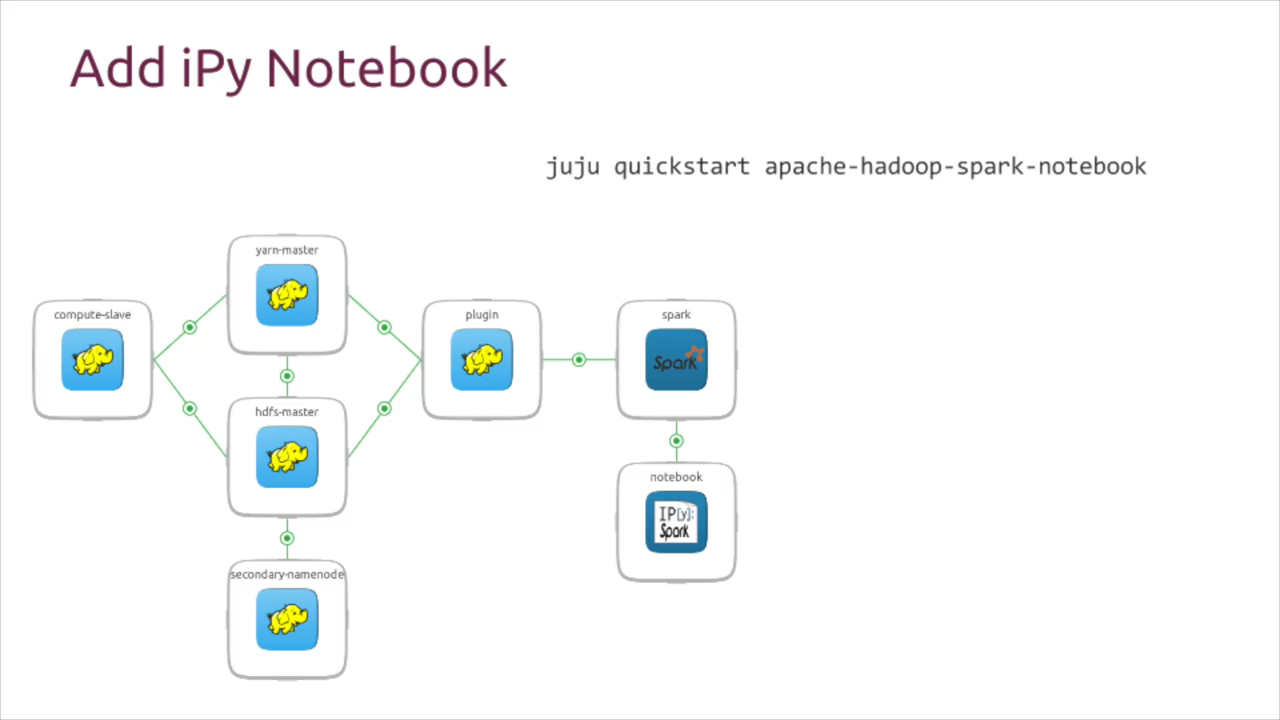 Add iPy Notebook
juju quickstart apache-hadoop-spark-notebook
yarn-master
compute-slave
plugin
spark
Spark
hdfs-master
notebook
IP[y]:
Spark
secondary-namenode